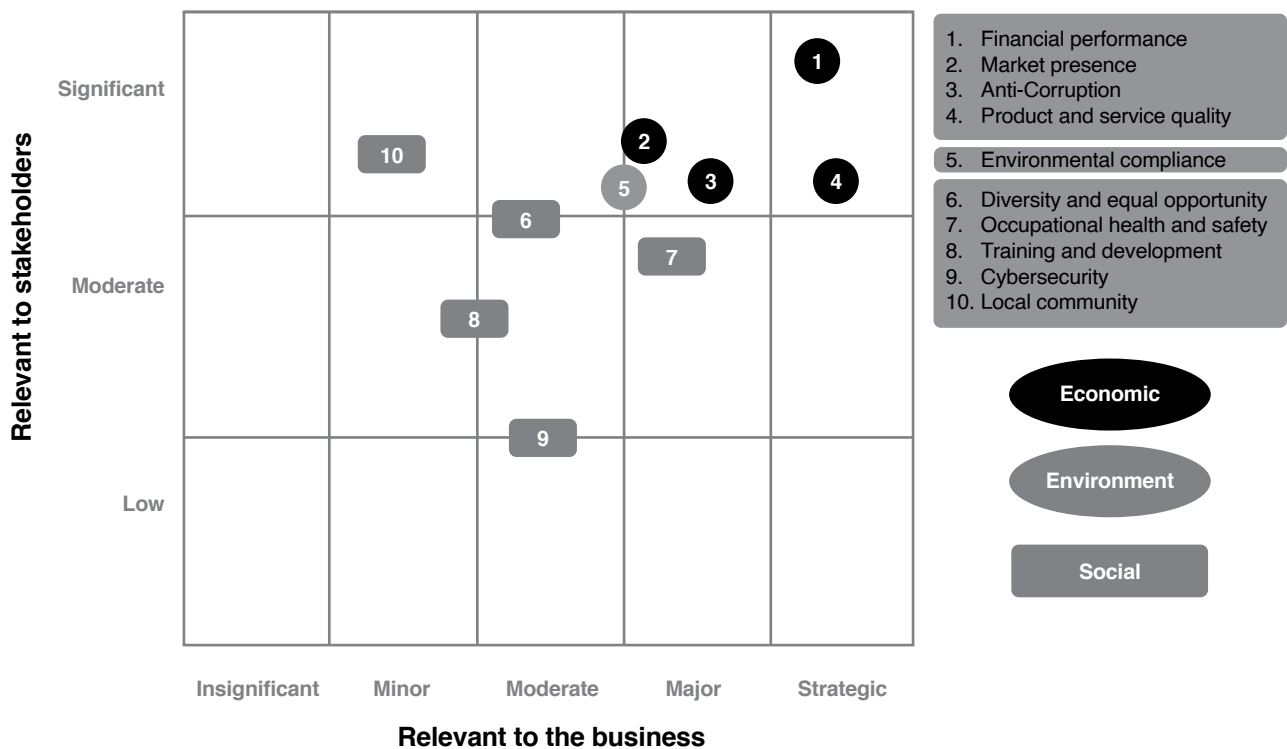 Relevant to stakeholders
Significant
Moderate
Low
1
2
10
3
4
5
6
7
8
9
Insignificant
Minor
Moderate
Major
Strategic
Relevant to the business
1. Financial performance
2. Market presence
3. Anti-Corruption
4. Product and service quality
5. Environmental compliance
6. Diversity and equal opportunity
7. Occupational health and safety
8. Training and development
9. Cybersecurity
10. Local community
Economic
Environment
Social